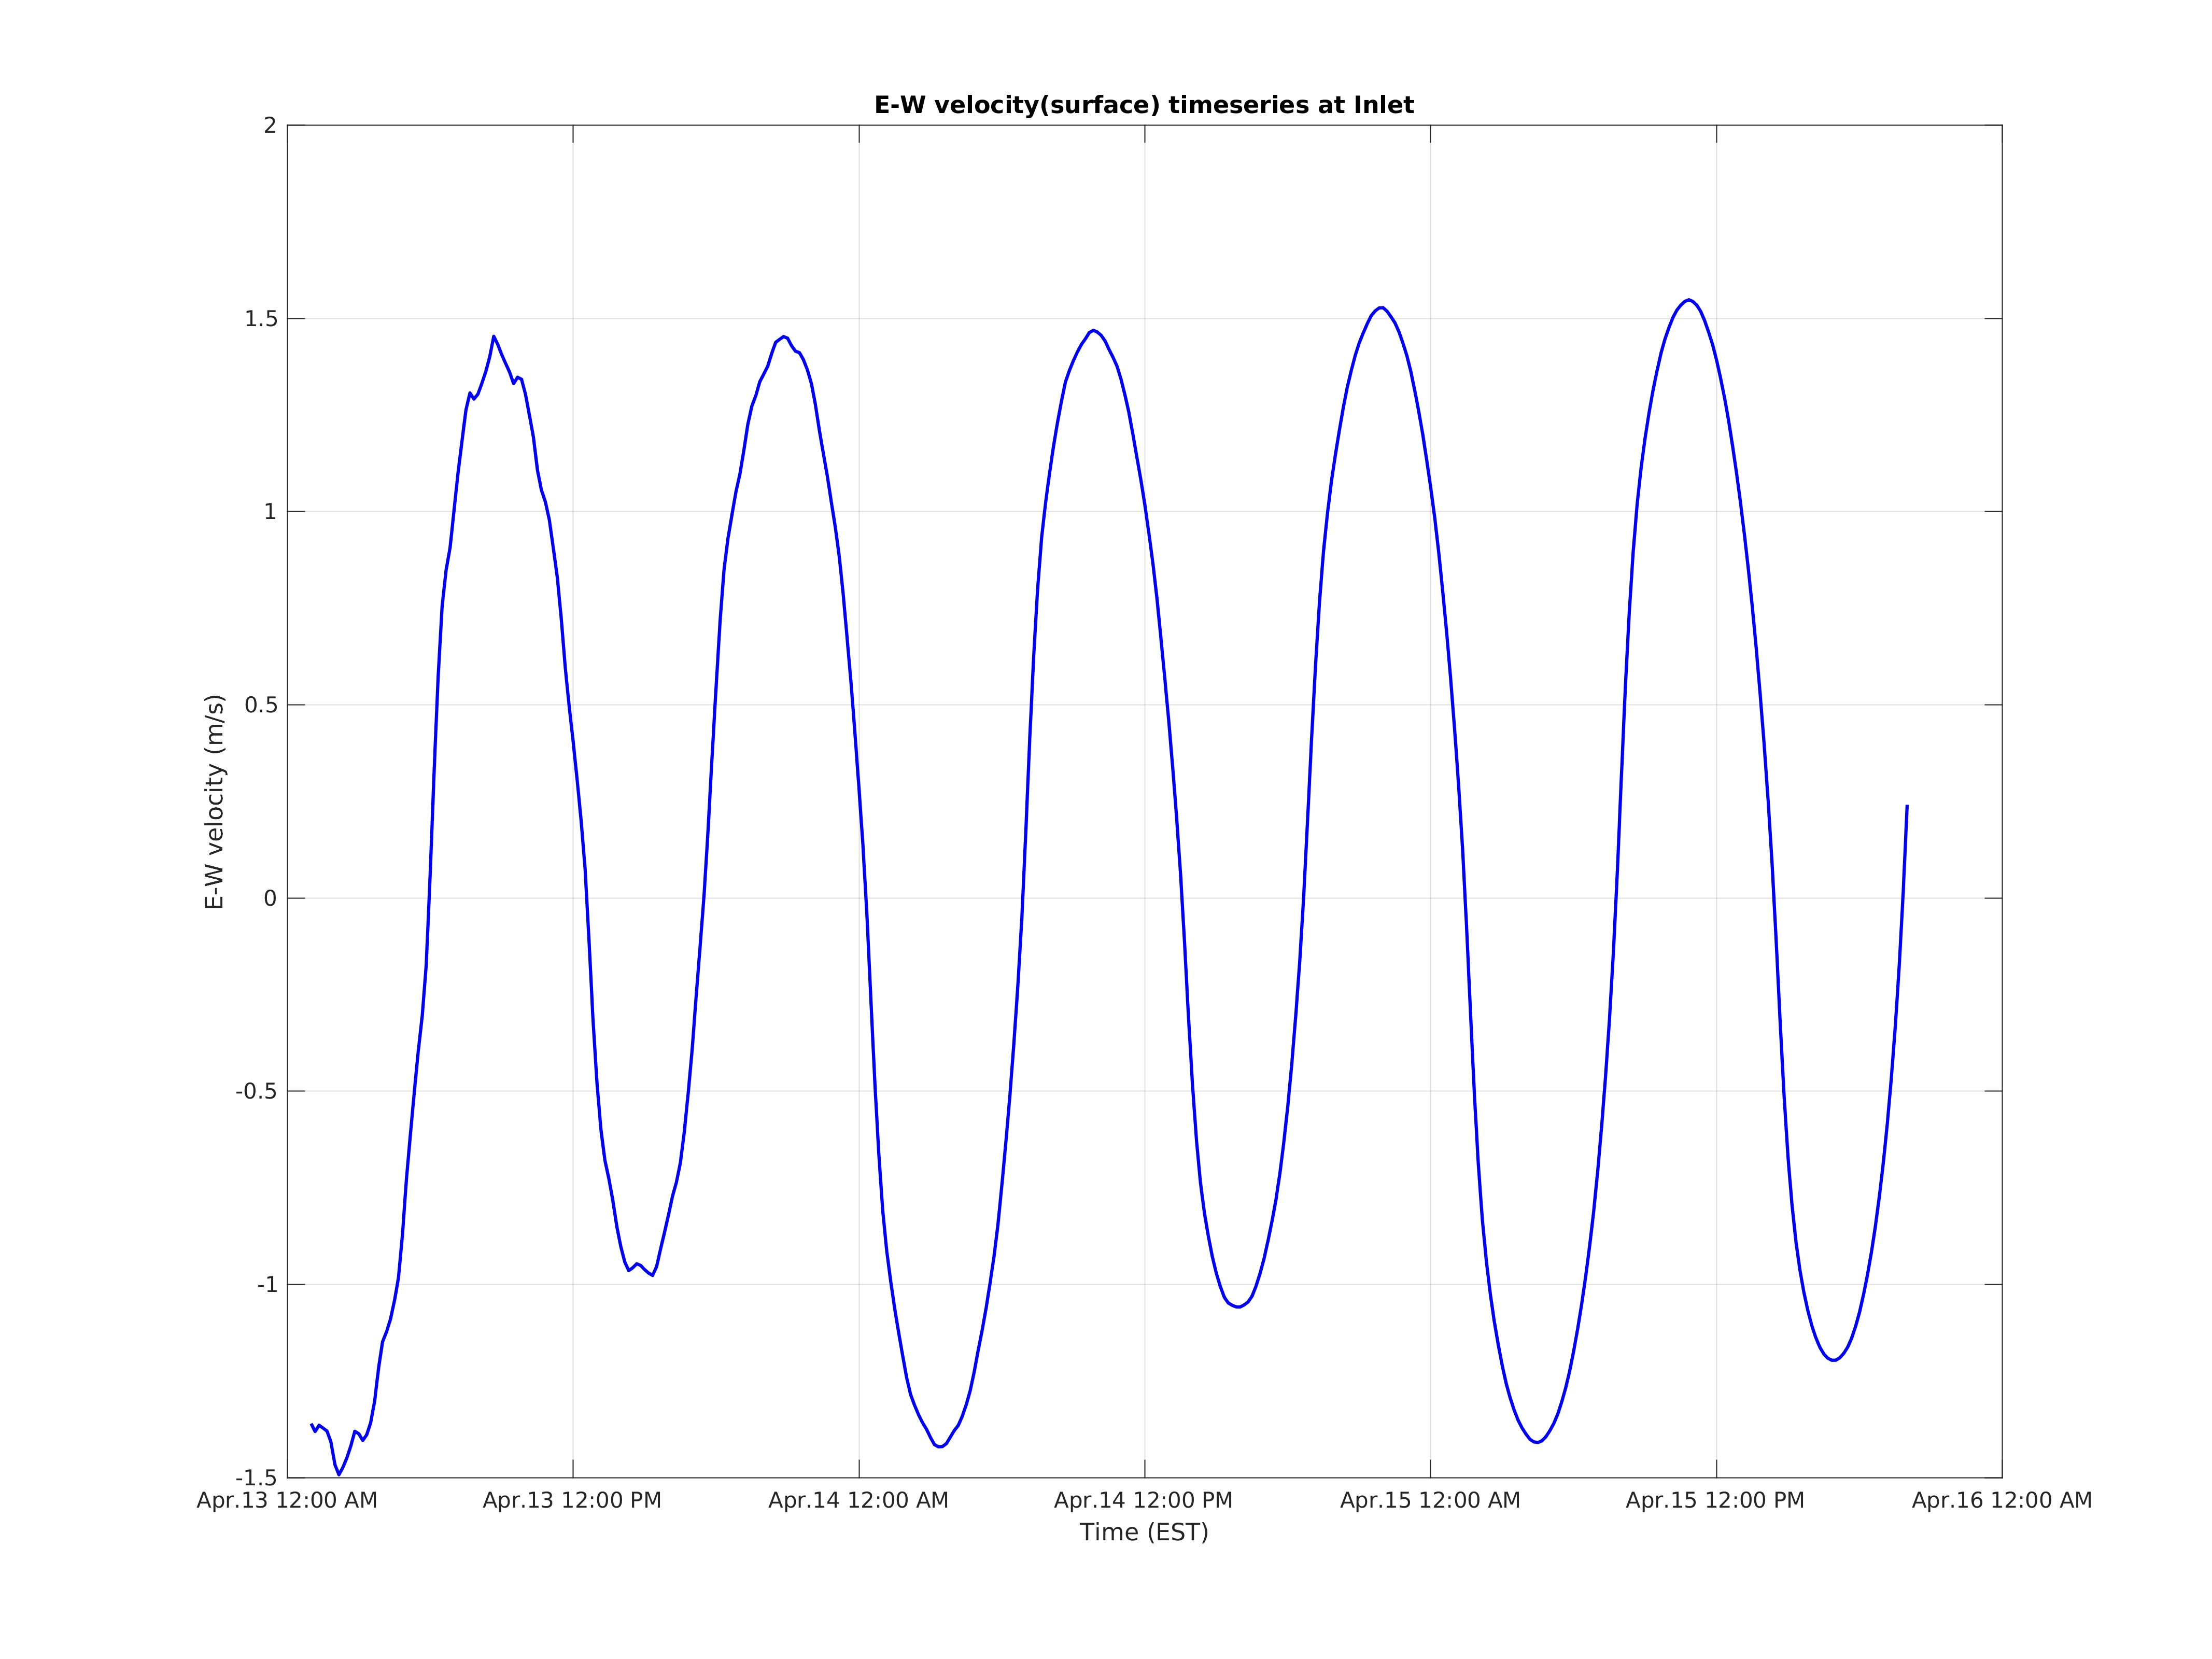 E-W velocity(surface) timeseries at Inlet
2
1.5
1
0.5
0
-0.5
-1
-1.5
E-W velocity (m/s)
Apr.13 12:00 AM Apr.13 12:00 PM Apr.14 12:00 AM Apr.14 12:00 PM Apr.15 12:00 AM Apr.15 12:00 PM Apr.16 12:00 AM
Time (EST)